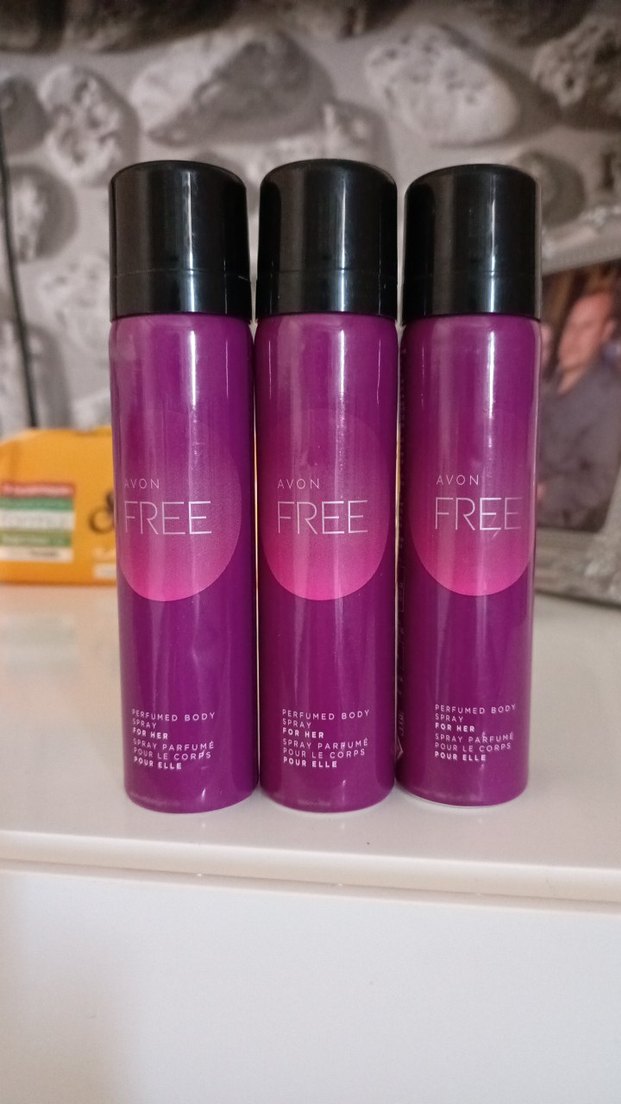 AVON
FREE
PERFUMED BODY
SPRAY
FOR HER
SPRAY PARFUMÉ
POUR LE CORPS
POUR ELLE
AVON
FREE
PERFUMED BODY
SPRAY
FOR HER
SPRAY PARFUMÉ
POUR LE CORPS
POUR ELLE
AVON
FREE
PERFUMED BODY
SPRAY
FOR HER
SPRAY PARFUMÉ
POUR LE CORPS
POUR ELLE